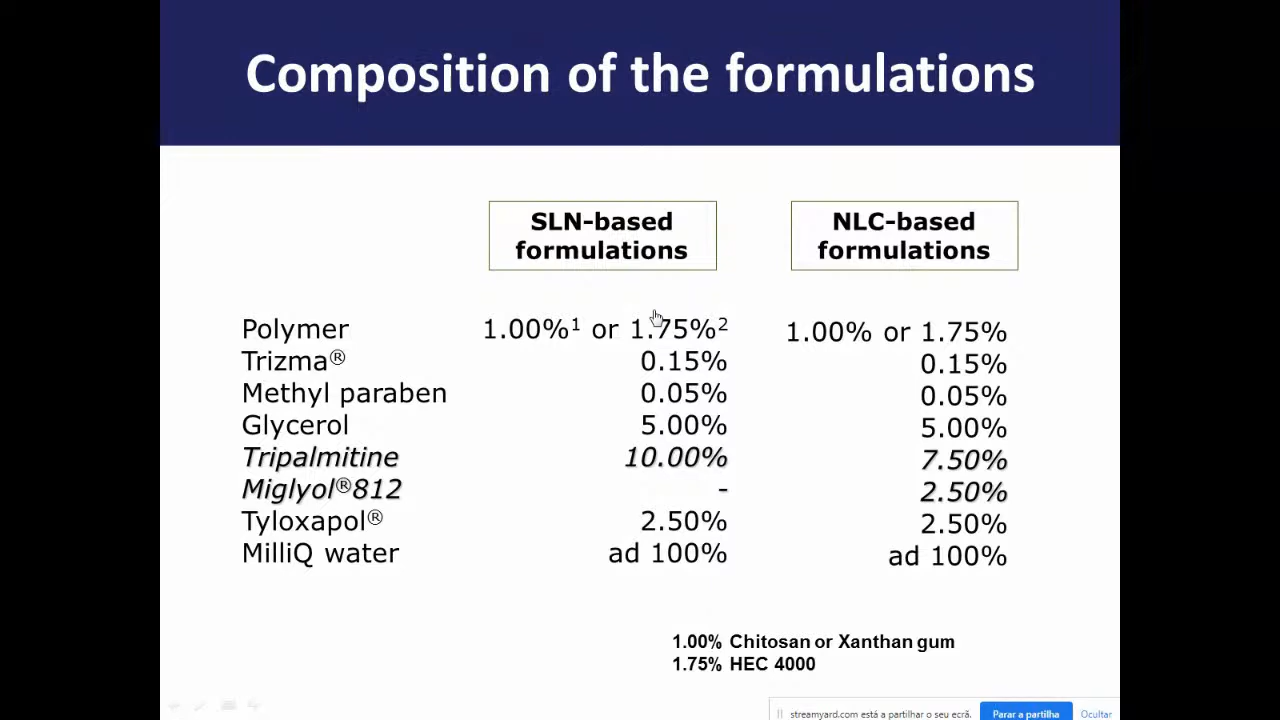 Composition of the formulations
SLN-based
formulations
NLC-based
formulations
Polymer 1.00%¹ or 1.75%² 1.00% or 1.75%
Trizma® 0.15% 0.15%
Methyl paraben 0.05% 0.05%
Glycerol 5.00% 5.00%
Tripalmitine 10.00% 7.50%
Miglyol®812 - 2.50%
Tyloxapol® 2.50% 2.50%
MilliQ water ad 100% ad 100%
1.00% Chitosan or Xanthan gum
1.75% HEC 4000
streamyard.com está a partilhar o seu ecrã. Parar a partilha Ocultar